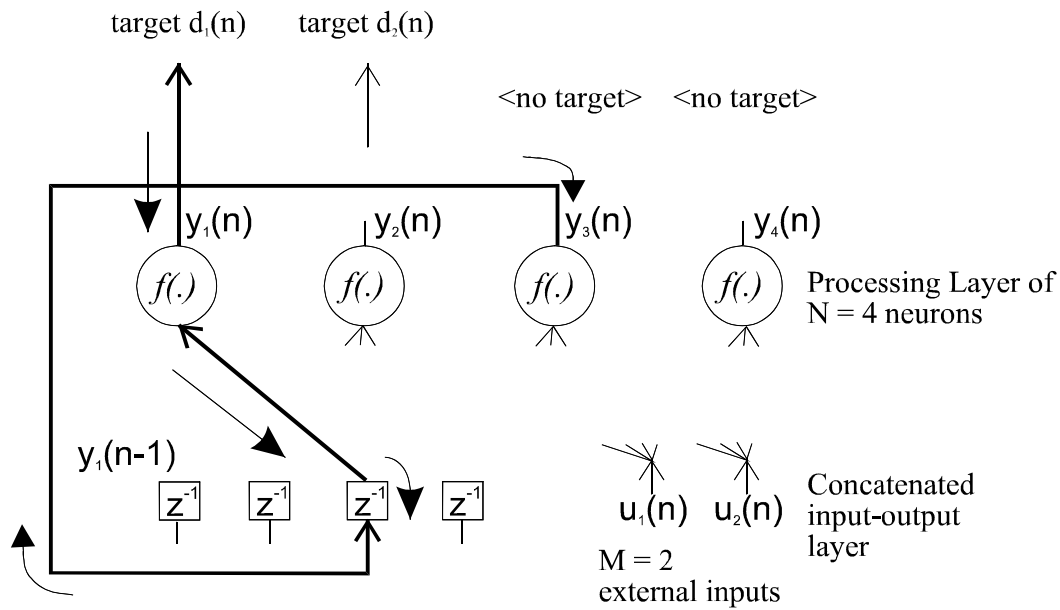 target d₁(n) target d₂(n)
<no target> <no target>
y₁(n) y₂(n) y₃(n) y₄(n)
f(.) f(.) f(.) f(.)
Processing Layer of
N = 4 neurons
y₁(n-1)
z⁻¹ z⁻¹ z⁻¹ z⁻¹
u₁(n) u₂(n)
Concatenated
input-output
layer
M = 2
external inputs